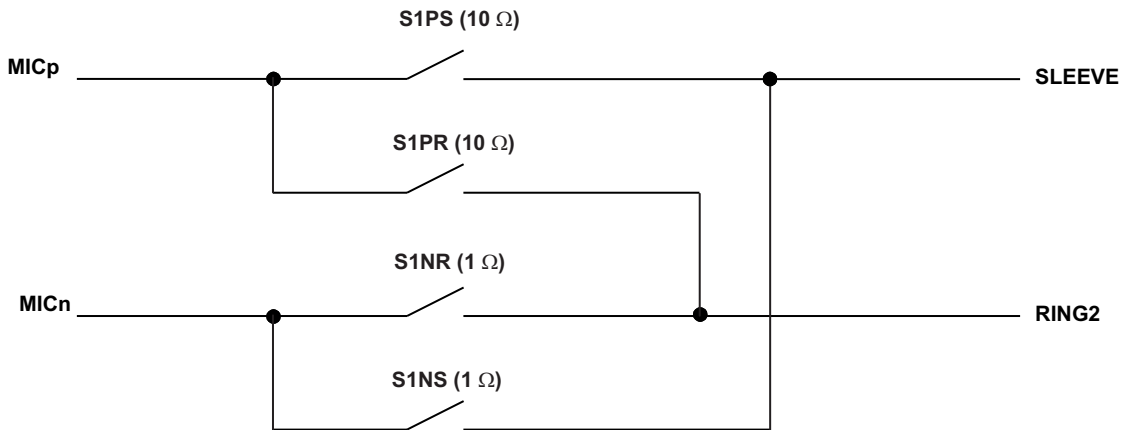 S1PS (10 Ω)
MICp
SLEEVE
S1PR (10 Ω)
S1NR (1 Ω)
MICn
RING2
S1NS (1 Ω)